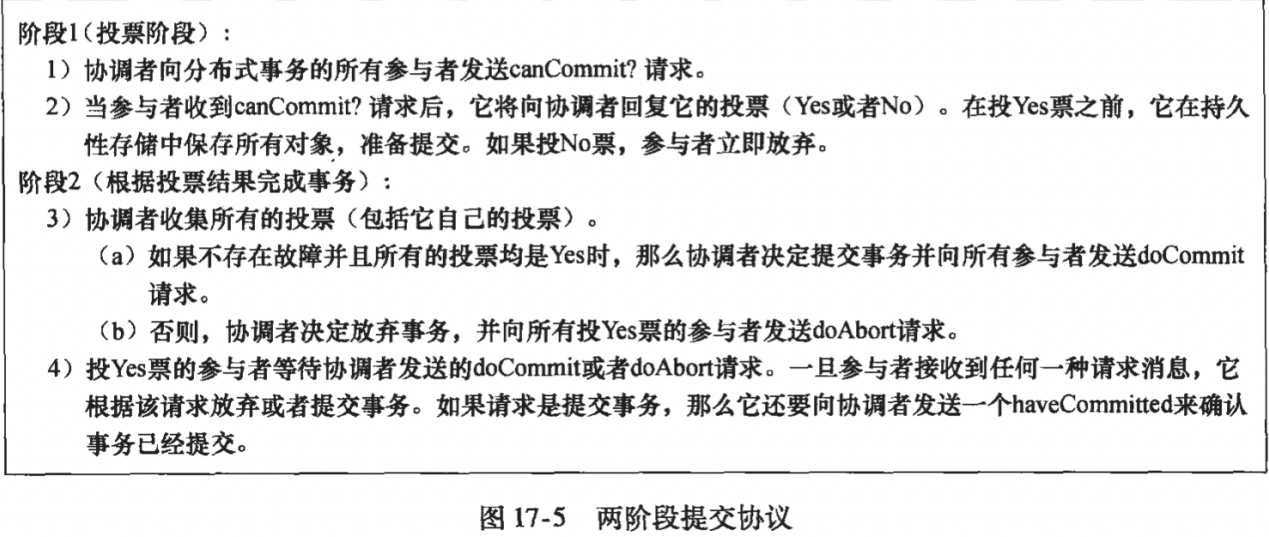 阶段1(投票阶段)：
1）协调者向分布式事务的所有参与者发送canCommit? 请求。
2）当参与者收到canCommit? 请求后，它将向协调者回复它的投票（Yes或者No）。在投Yes票之前，它在持久
性存储中保存所有对象，准备提交。如果投No票，参与者立即放弃。
阶段2（根据投票结果完成事务）：
3）协调者收集所有的投票（包括它自己的投票）。
（a）如果不存在故障并且所有的投票均是Yes时，那么协调者决定提交事务并向所有参与者发送doCommit
请求。
（b）否则，协调者决定放弃事务，并向所有投Yes票的参与者发送doAbort请求。
4）投Yes票的参与者等待协调者发送的doCommit或者doAbort请求。一旦参与者接收到任何一种请求消息，它
根据该请求放弃或者提交事务。如果请求是提交事务，那么它还要向协调者发送一个haveCommitted来确认
事务已经提交。
图 17-5 两阶段提交协议